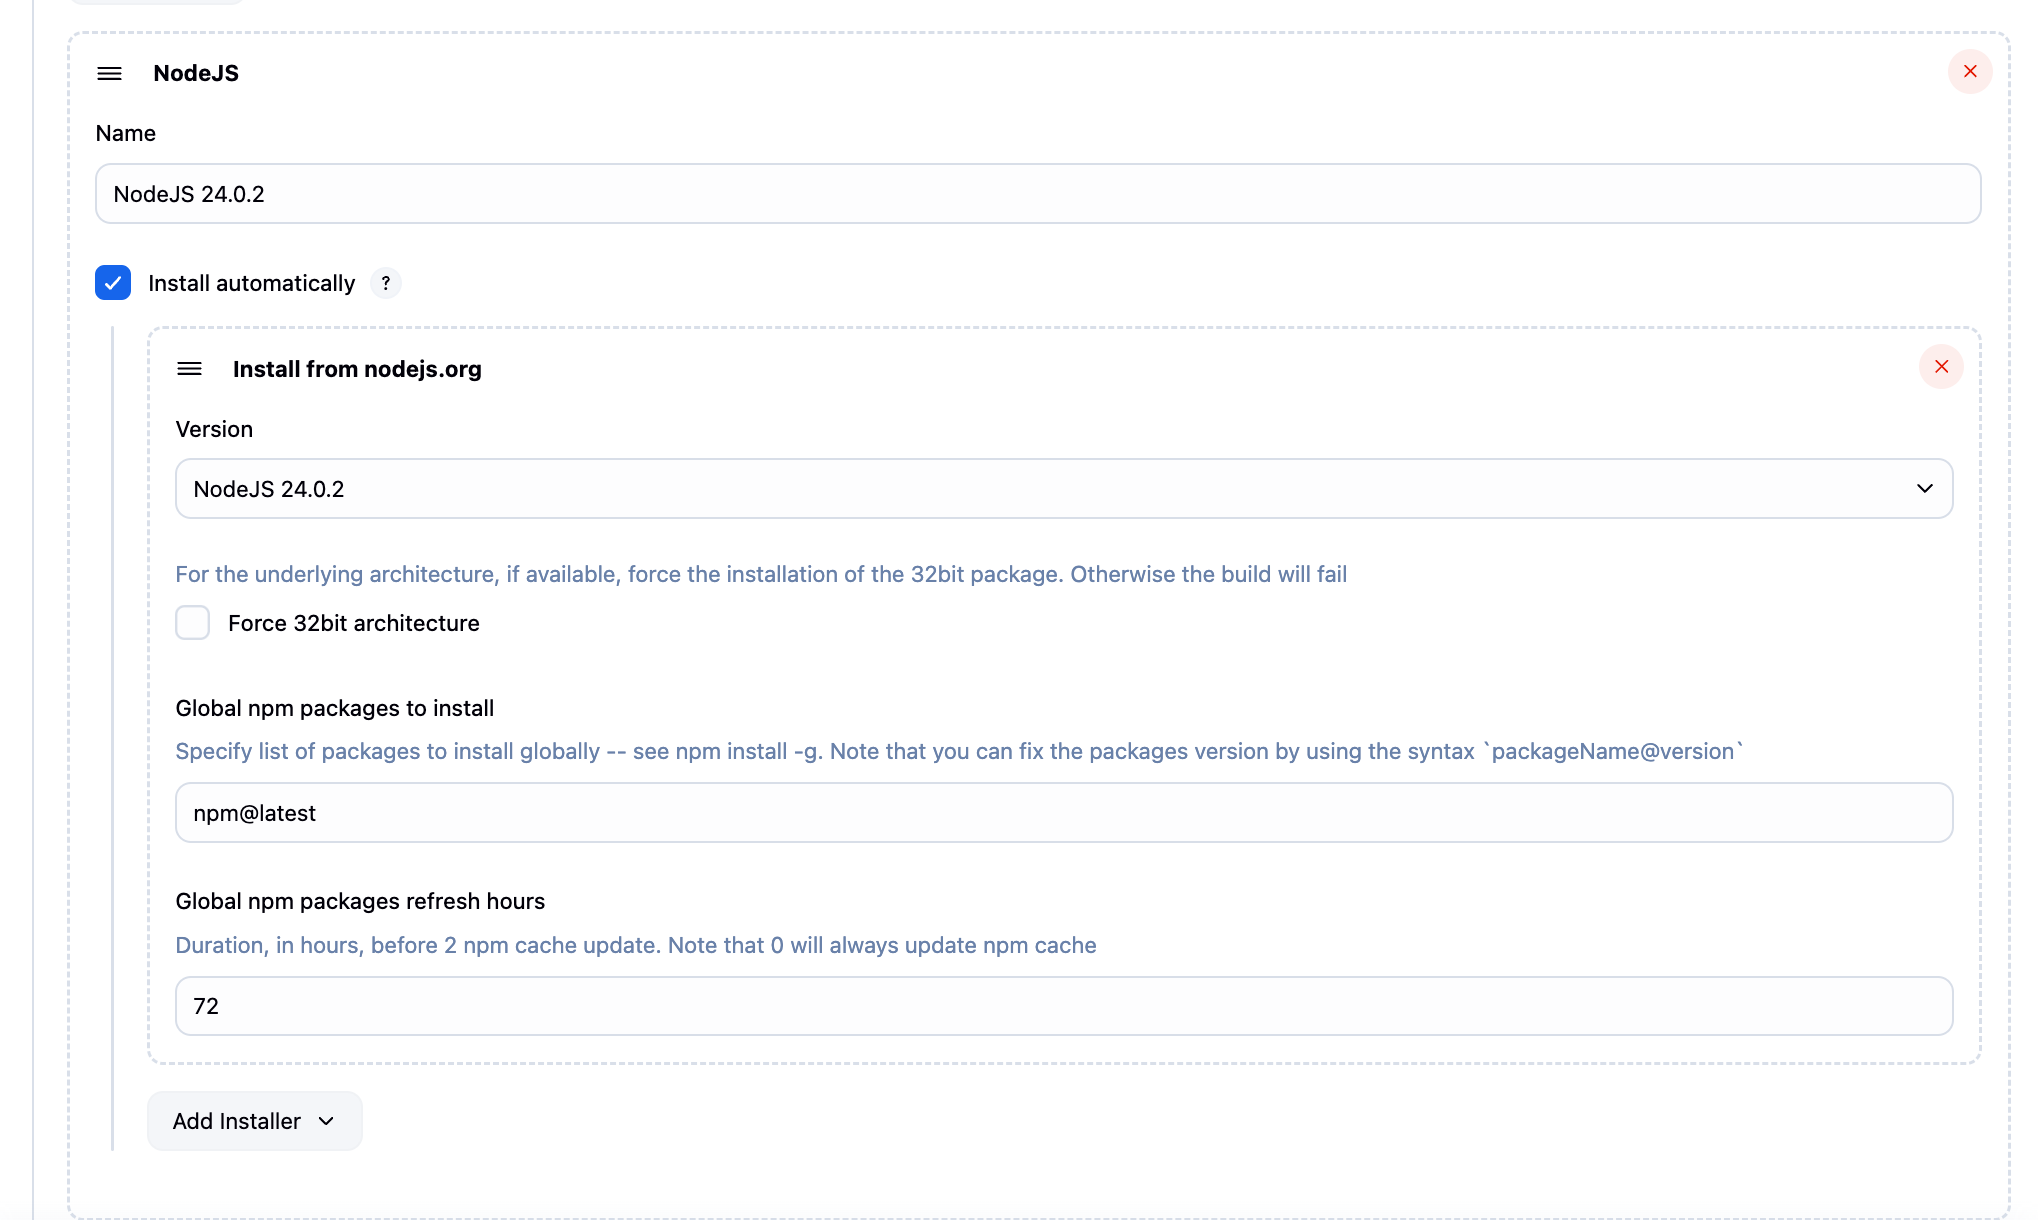 NodeJS
Name
NodeJS 24.0.2
Install automatically ?
Install from nodejs.org
Version
NodeJS 24.0.2
For the underlying architecture, if available, force the installation of the 32bit package. Otherwise the build will fail
Force 32bit architecture
Global npm packages to install
Specify list of packages to install globally -- see npm install -g. Note that you can fix the packages version by using the syntax `packageName@version`
npm@latest
Global npm packages refresh hours
Duration, in hours, before 2 npm cache update. Note that 0 will always update npm cache
72
Add Installer